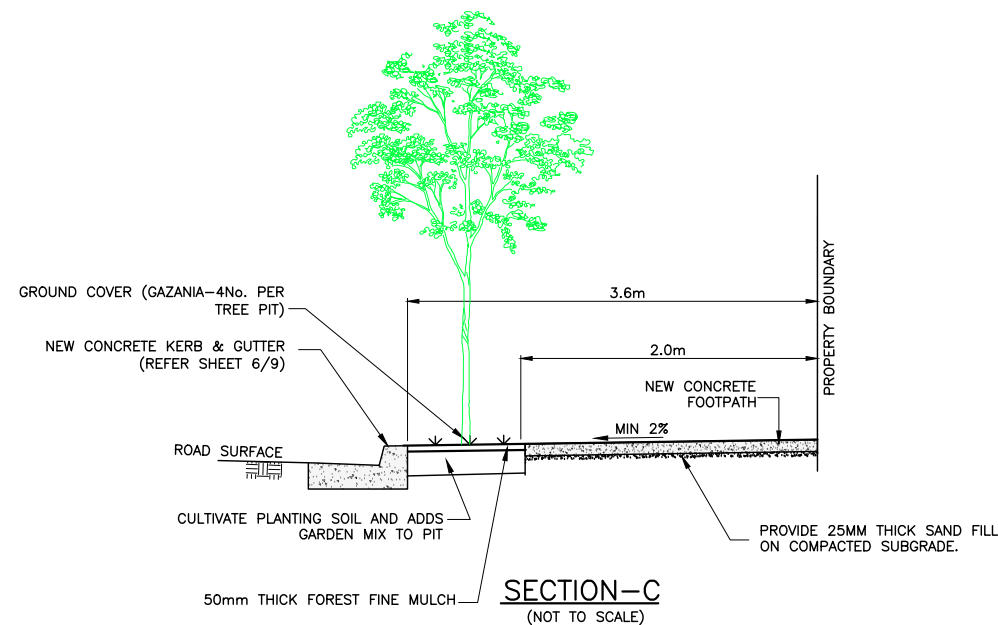 GROUND COVER (GAZANIA-4No. PER
TREE PIT)
3.6m
PROPERTY BOUNDARY
NEW CONCRETE KERB & GUTTER
(REFER SHEET 6/9)
2.0m
NEW CONCRETE
FOOTPATH
MIN 2%
ROAD SURFACE
CULTIVATE PLANTING SOIL AND ADDS
GARDEN MIX TO PIT
PROVIDE 25MM THICK SAND FILL
ON COMPACTED SUBGRADE.
50mm THICK FOREST FINE MULCH
SECTION-C
(NOT TO SCALE)